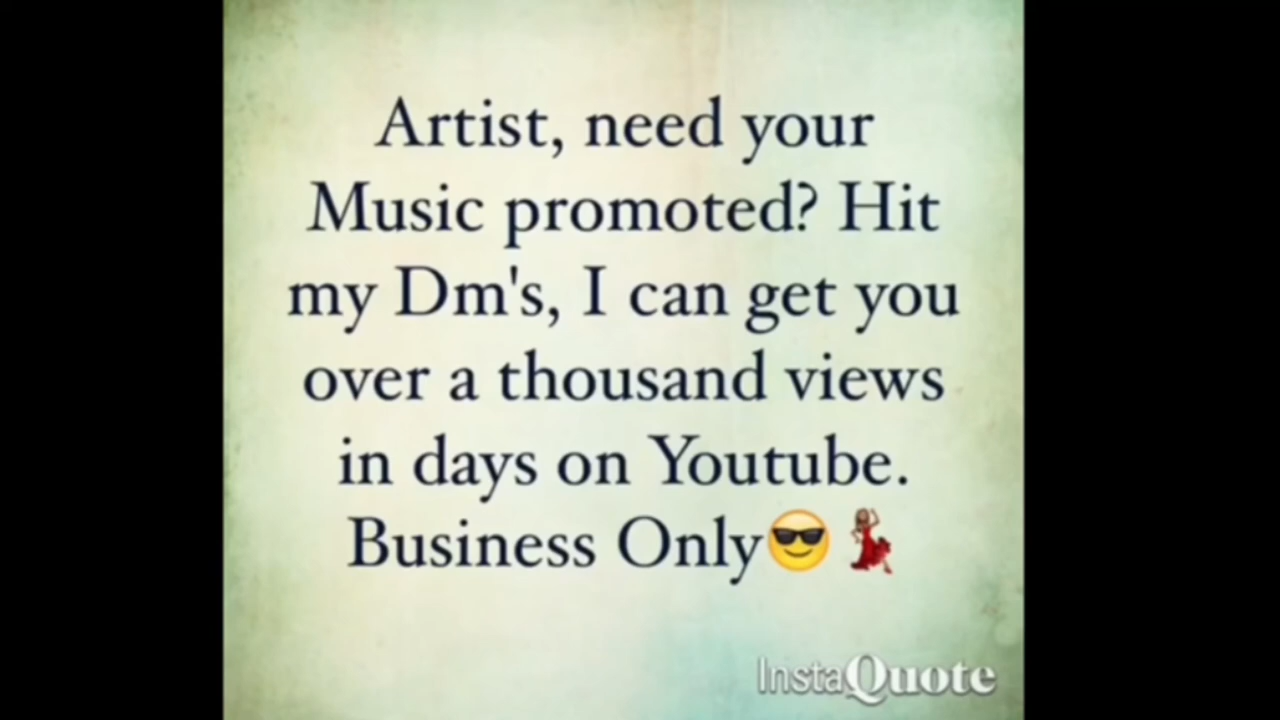 Artist, need your
Music promoted? Hit
my Dm's, I can get you
over a thousand views
in days on Youtube.
Business Only😎💃
InstaQuote